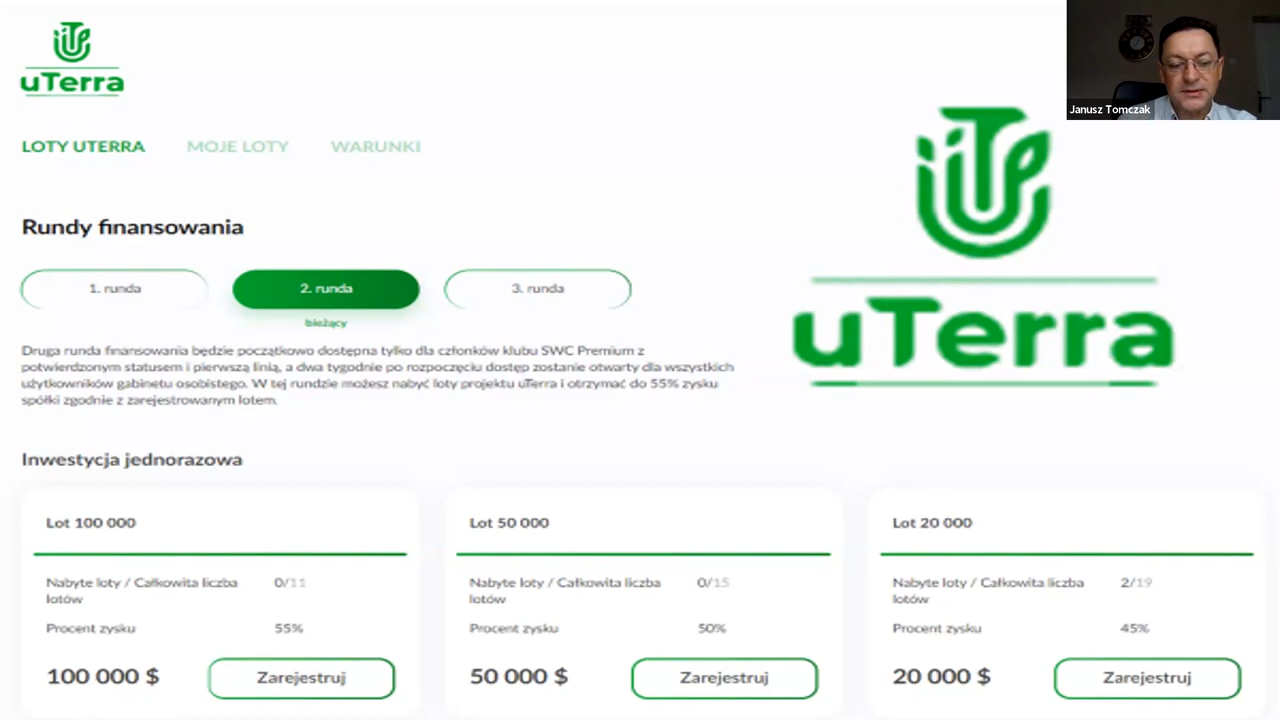 uTerra
Janusz Tomczak
LOTY UTERRA MOJE LOTY WARUNKI
Rundy finansowania
1. runda 2. runda 3. runda
bieżący
uTerra
Druga runda finansowania będzie początkowo dostępna tylko dla członków klubu SWC Premium z
potwierdzonym statusem i pierwszą linią, a dwa tygodnie po rozpoczęciu dostęp zostanie otwarty dla wszystkich
użytkowników gabinetu osobistego. W tej rundzie możesz nabyć loty projektu uTerra i otrzymać do 55% zysku
spółki zgodnie z zarejestrowanym lotem.
Inwestycja jednorazowa
Lot 100 000
Nabyte loty / Całkowita liczba 0/11
lotów
Procent zysku 55%
100 000 $ Zarejestruj
Lot 50 000
Nabyte loty / Całkowita liczba 0/15
lotów
Procent zysku 50%
50 000 $ Zarejestruj
Lot 20 000
Nabyte loty / Całkowita liczba 2/19
lotów
Procent zysku 45%
20 000 $ Zarejestruj